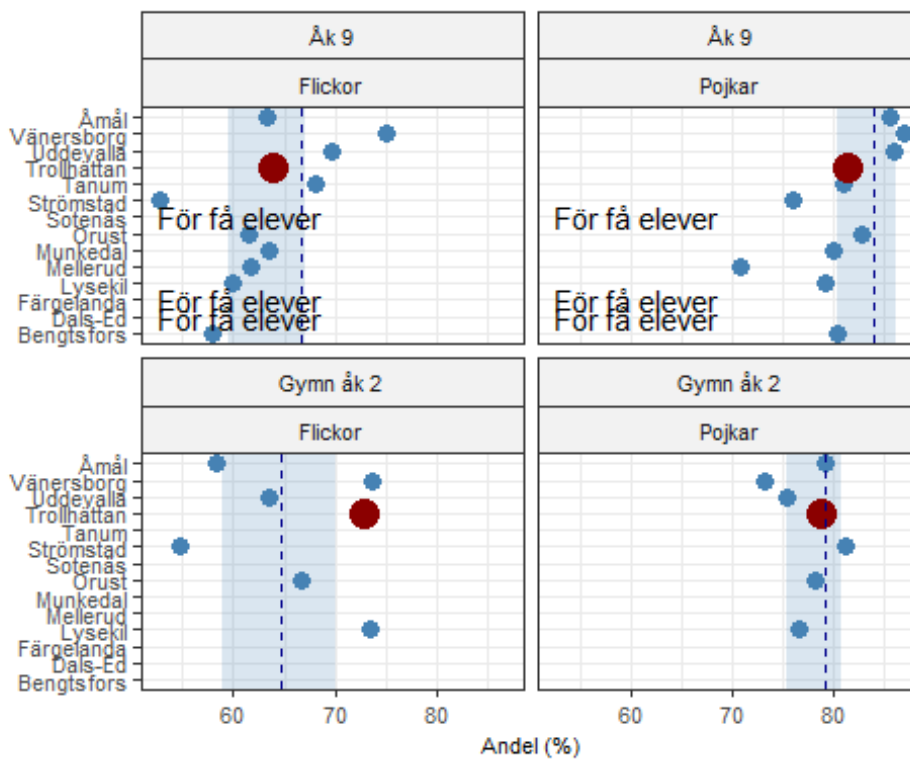 Åk 9
Åk 9
Flickor
Pojkar
Åmål
Vänersborg
Uddevalla
Trollhättan
Tanum
Strömstad
Sotenäs
Orust
Munkedal
Mellerud
Lysekil
Färgelanda
Dals-Ed
Bengtsfors
För få elever
För få elever
För få elever
För få elever
För få elever
För få elever
Gymn åk 2
Gymn åk 2
Flickor
Pojkar
Åmål
Vänersborg
Uddevalla
Trollhättan
Tanum
Strömstad
Sotenäs
Orust
Munkedal
Mellerud
Lysekil
Färgelanda
Dals-Ed
Bengtsfors
60 70 80
60 70 80
Andel (%)